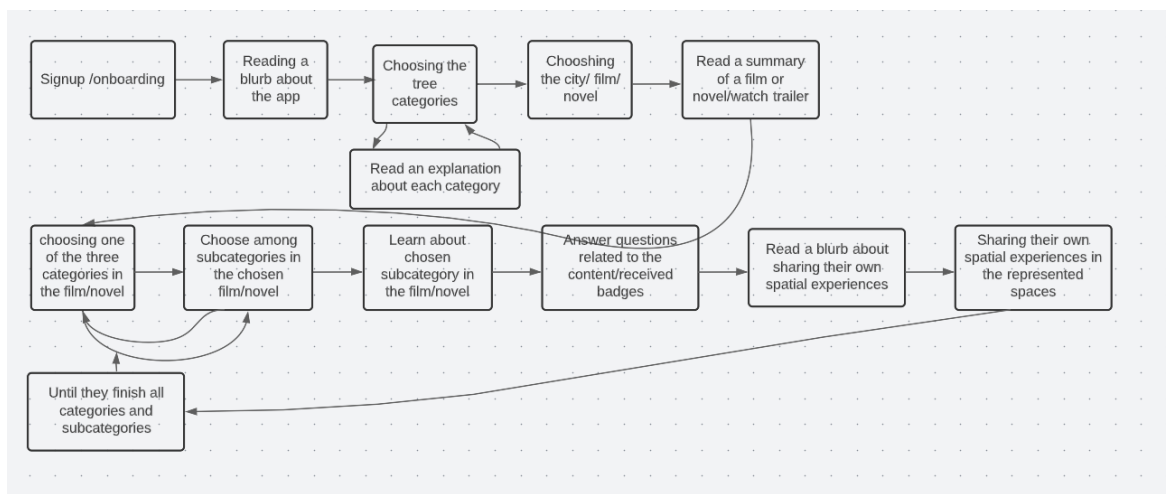 Signup /onboarding
Reading a
blurb about
the app
Choosing the
tree
categories
Chooshing
the city/ film/
novel
Read a summary
of a film or
novel/watch trailer
Read an explanation
about each category
choosing one
of the three
categories in
the film/novel
Choose among
subcategories in
the chosen
film/novel
Learn about
chosen
subcategory in
the film/novel
Answer questions
related to the
content/received
badges
Read a blurb about
sharing their own
spatial experiences
Sharing their own
spatial experiences in
the represented
spaces
Until they finish all
categories and
subcategories